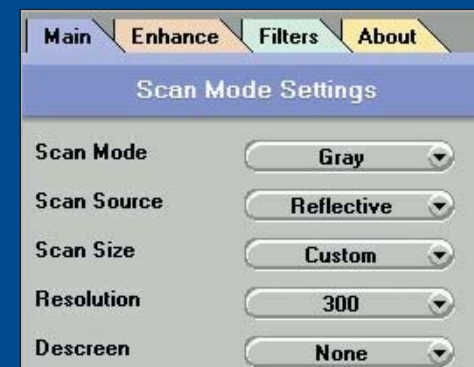 Main Enhance Filters About
Scan Mode Settings
Scan Mode Gray
Scan Source Reflective
Scan Size Custom
Resolution 300
Descreen None